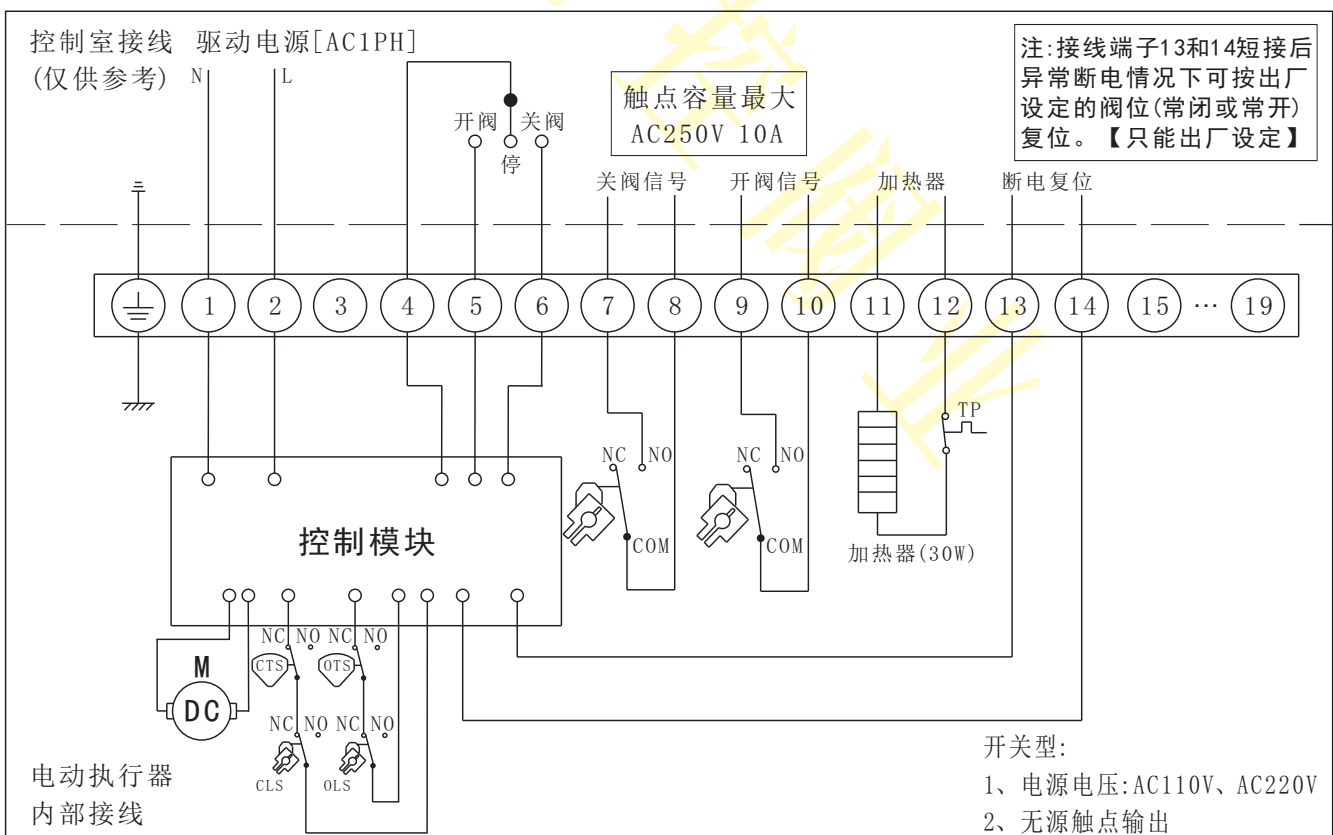 控制室接线 驱动电源[AC1PH]
(仅供参考) N L
注:接线端子13和14短接后
异常断电情况下可按出厂
设定的阀位(常闭或常开)
复位。【只能出厂设定】
触点容量最大
AC250V 10A
开阀 关阀
停
关阀信号 开阀信号 加热器 断电复位
1 2 3 4 5 6 7 8 9 10 11 12 13 14 15 … 19
TP
NC NO NC NO
控制模块
COM COM
加热器(30W)
NC NO NC NO
CTS OTS
M
DC
NC NO NC NO
CLS OLS
电动执行器
内部接线
开关型:
1、电源电压:AC110V、AC220V
2、无源触点输出
控阀业